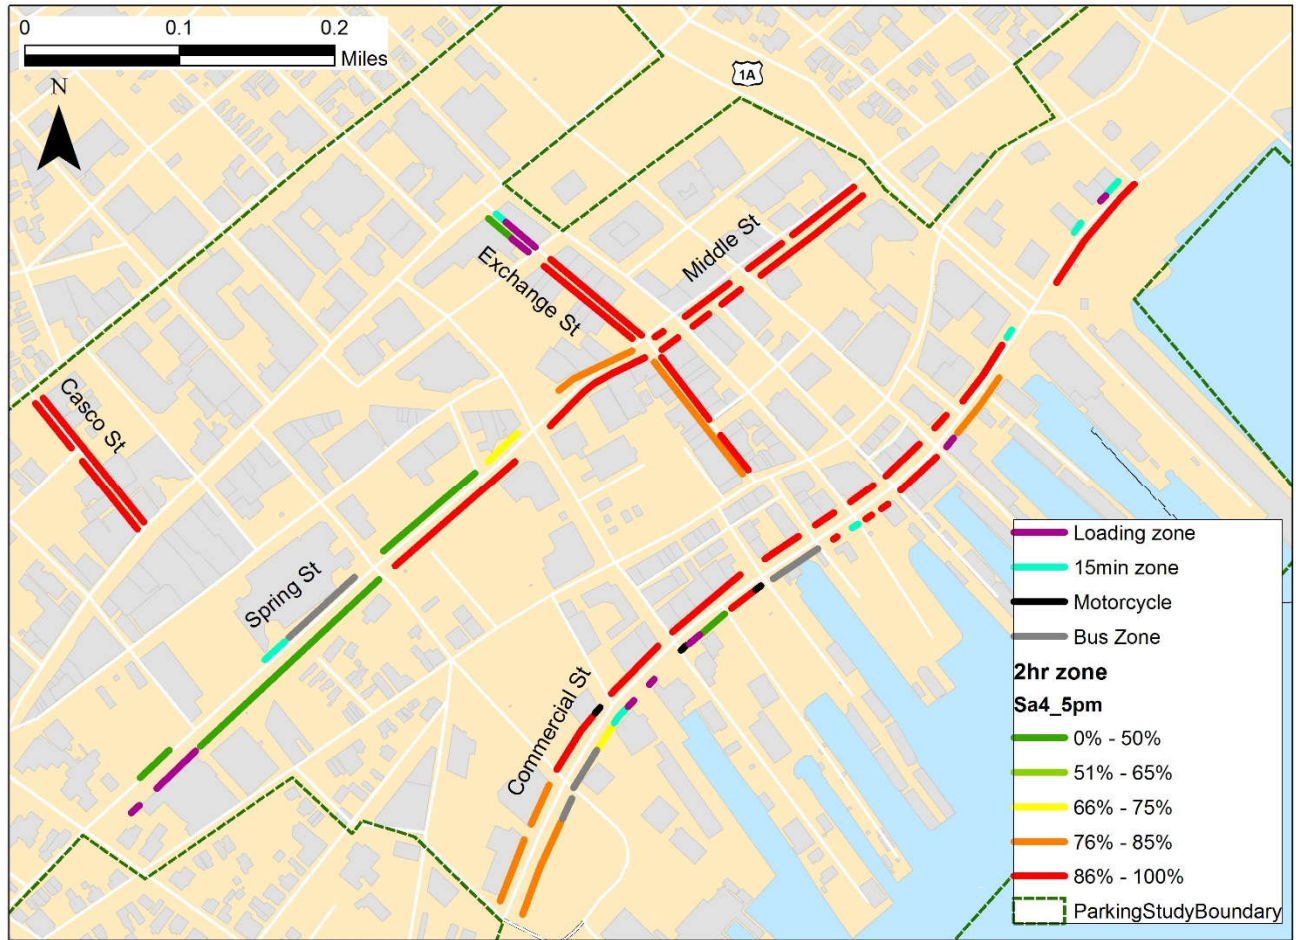 0 0.1 0.2
Miles
N
1A
Middle St
Exchange St
Casco St
Spring St
Commercial St
Loading zone
15min zone
Motorcycle
Bus Zone
2hr zone
Sa4_5pm
0% - 50%
51% - 65%
66% - 75%
76% - 85%
86% - 100%
ParkingStudyBoundary